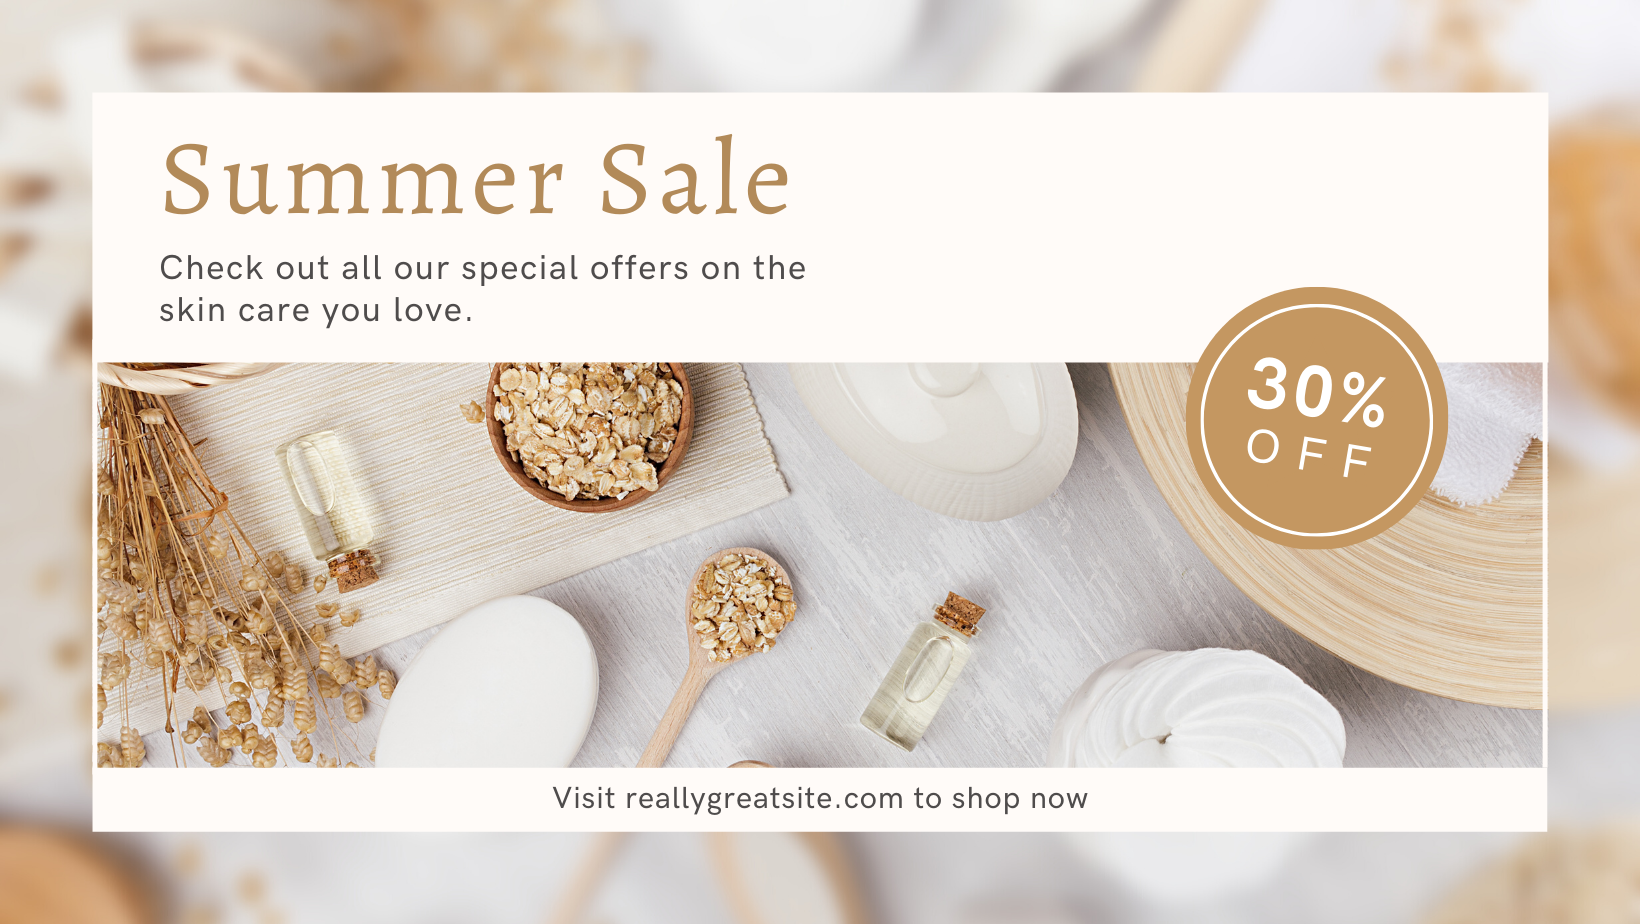 Summer Sale
Check out all our special offers on the
skin care you love.
30%
OFF
Visit reallygreatsite.com to shop now